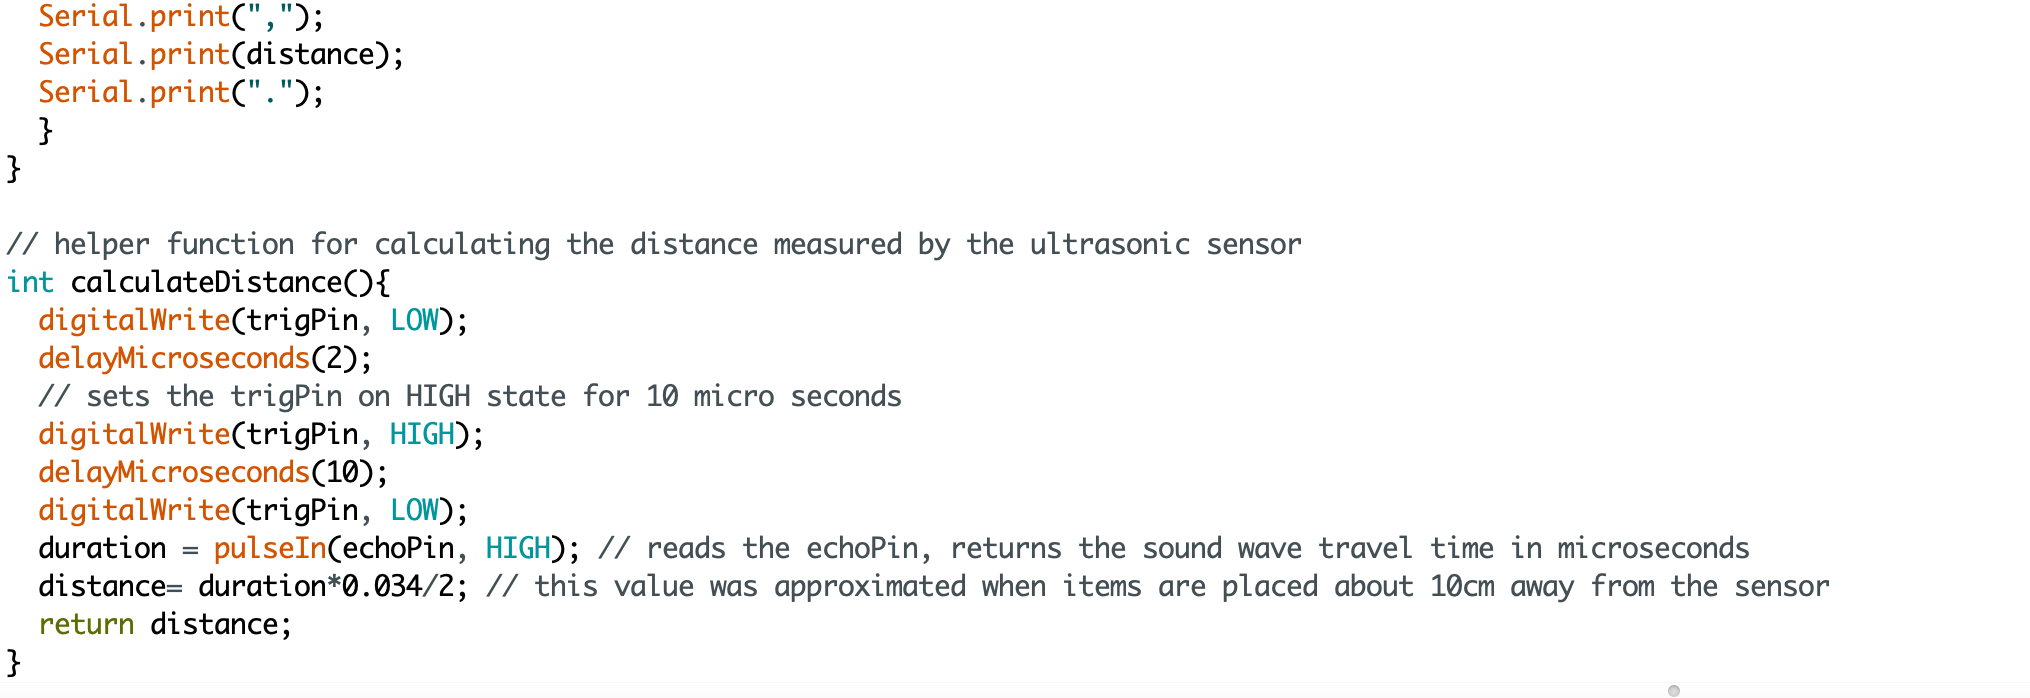 Serial.print(",");
Serial.print(distance);
Serial.print(".");
}
}
// helper function for calculating the distance measured by the ultrasonic sensor
int calculateDistance(){
digitalWrite(trigPin, LOW);
delayMicroseconds(2);
// sets the trigPin on HIGH state for 10 micro seconds
digitalWrite(trigPin, HIGH);
delayMicroseconds(10);
digitalWrite(trigPin, LOW);
duration = pulseIn(echoPin, HIGH); // reads the echoPin, returns the sound wave travel time in microseconds
distance= duration*0.034/2; // this value was approximated when items are placed about 10cm away from the sensor
return distance;
}